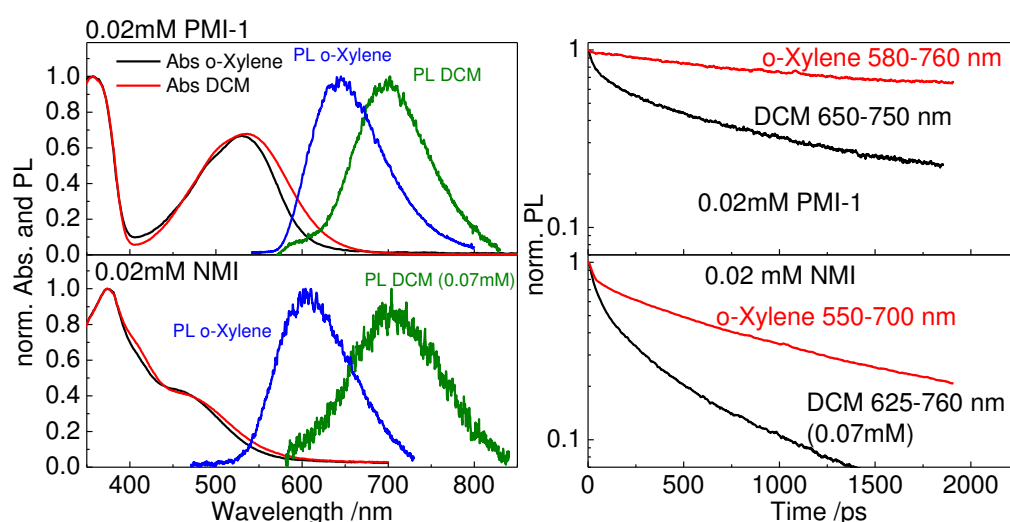 0.02mM PMI-1
Abs o-Xylene
Abs DCM
PL o-Xylene
PL DCM
1.0
0.8
0.6
0.4
0.2
0.0
0.02mM NMI
PL o-Xylene
PL DCM (0.07mM)
1.0
0.8
0.6
0.4
0.2
0.0
norm. Abs. and PL
400 500 600 700 800
Wavelength /nm
1
o-Xylene 580-760 nm
DCM 650-750 nm
0.02mM PMI-1
0.1
1
0.02 mM NMI
o-Xylene 550-700 nm
DCM 625-760 nm
(0.07mM)
0.1
norm. PL
0 500 1000 1500 2000
Time /ps